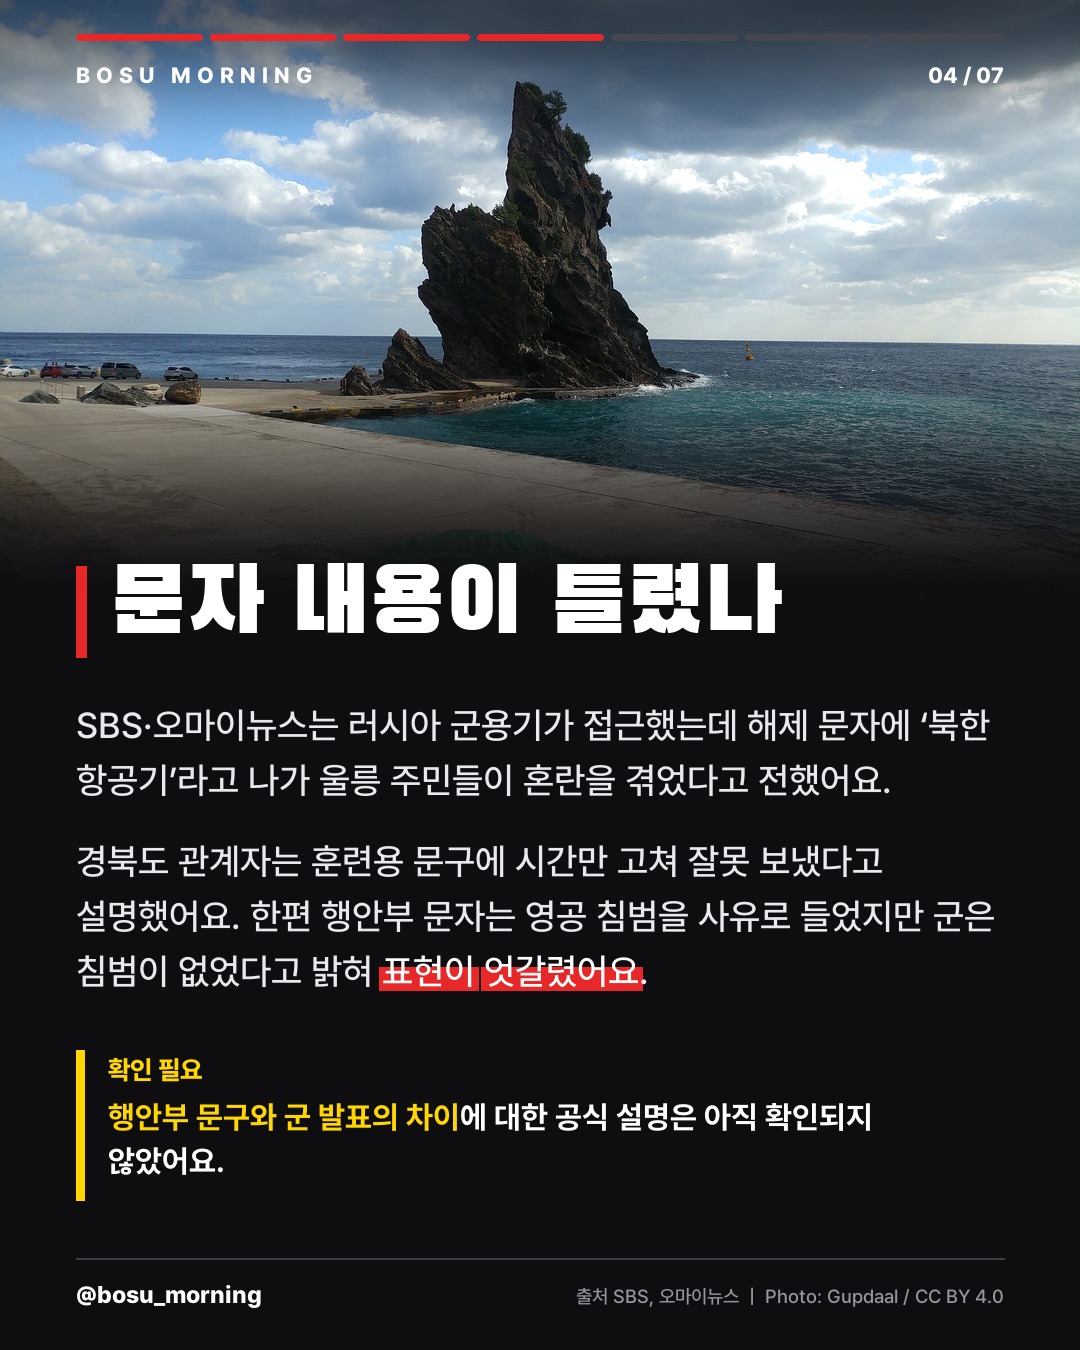 BOSU MORNING
04 / 07
문자 내용이 틀렸나
SBS·오마이뉴스는 러시아 군용기가 접근했는데 해제 문자에 ‘북한
항공기’라고 나가 울릉 주민들이 혼란을 겪었다고 전했어요.
경북도 관계자는 훈련용 문구에 시간만 고쳐 잘못 보냈다고
설명했어요. 한편 행안부 문자는 영공 침범을 사유로 들었지만 군은
침범이 없었다고 밝혀 표현이 엇갈렸어요.
확인 필요
행안부 문구와 군 발표의 차이에 대한 공식 설명은 아직 확인되지
않았어요.
@bosu_morning
출처 SBS, 오마이뉴스 | Photo: Gupdaal / CC BY 4.0